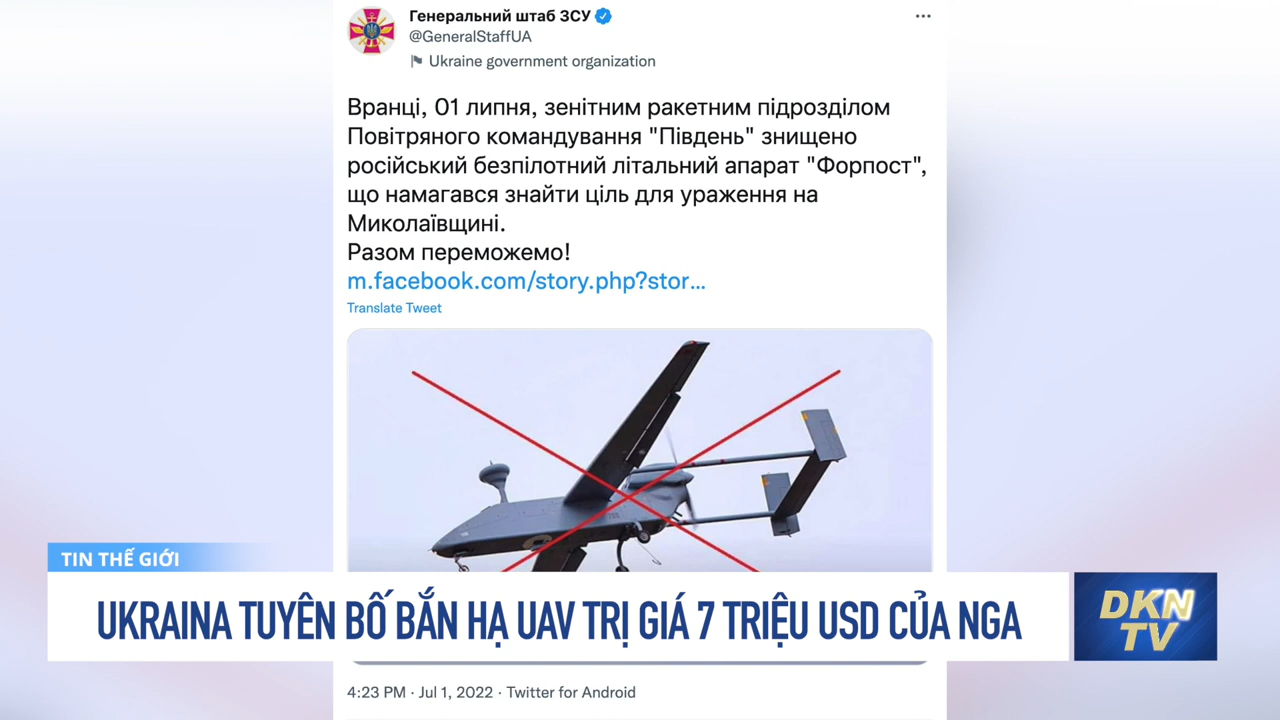 Генеральний штаб ЗСУ
@GeneralStaffUA
Ukraine government organization
Вранці, 01 липня, зенітним ракетним підрозділом
Повітряного командування "Південь" знищено
російський безпілотний літальний апарат "Форпост",
що намагався знайти ціль для ураження на
Миколаївщині.
Разом переможемо!
m.facebook.com/story.php?stor...
Translate Tweet
TIN THẾ GIỚI
UKRAINA TUYÊN BỐ BẮN HẠ UAV TRỊ GIÁ 7 TRIỆU USD CỦA NGA
DKN
TV
4:23 PM · Jul 1, 2022 · Twitter for Android